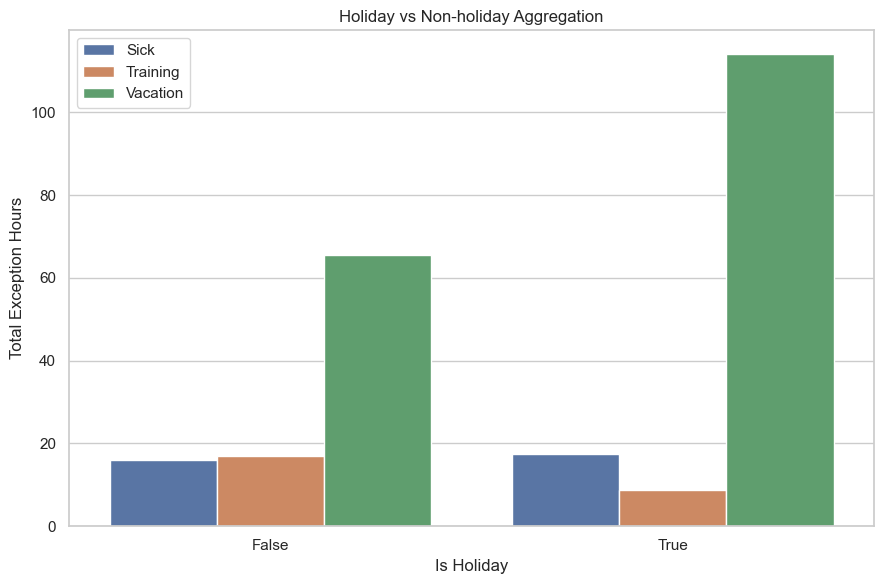 Holiday vs Non-holiday Aggregation
Sick
Training
Vacation
Total Exception Hours
100
80
60
40
20
0
False
True
Is Holiday